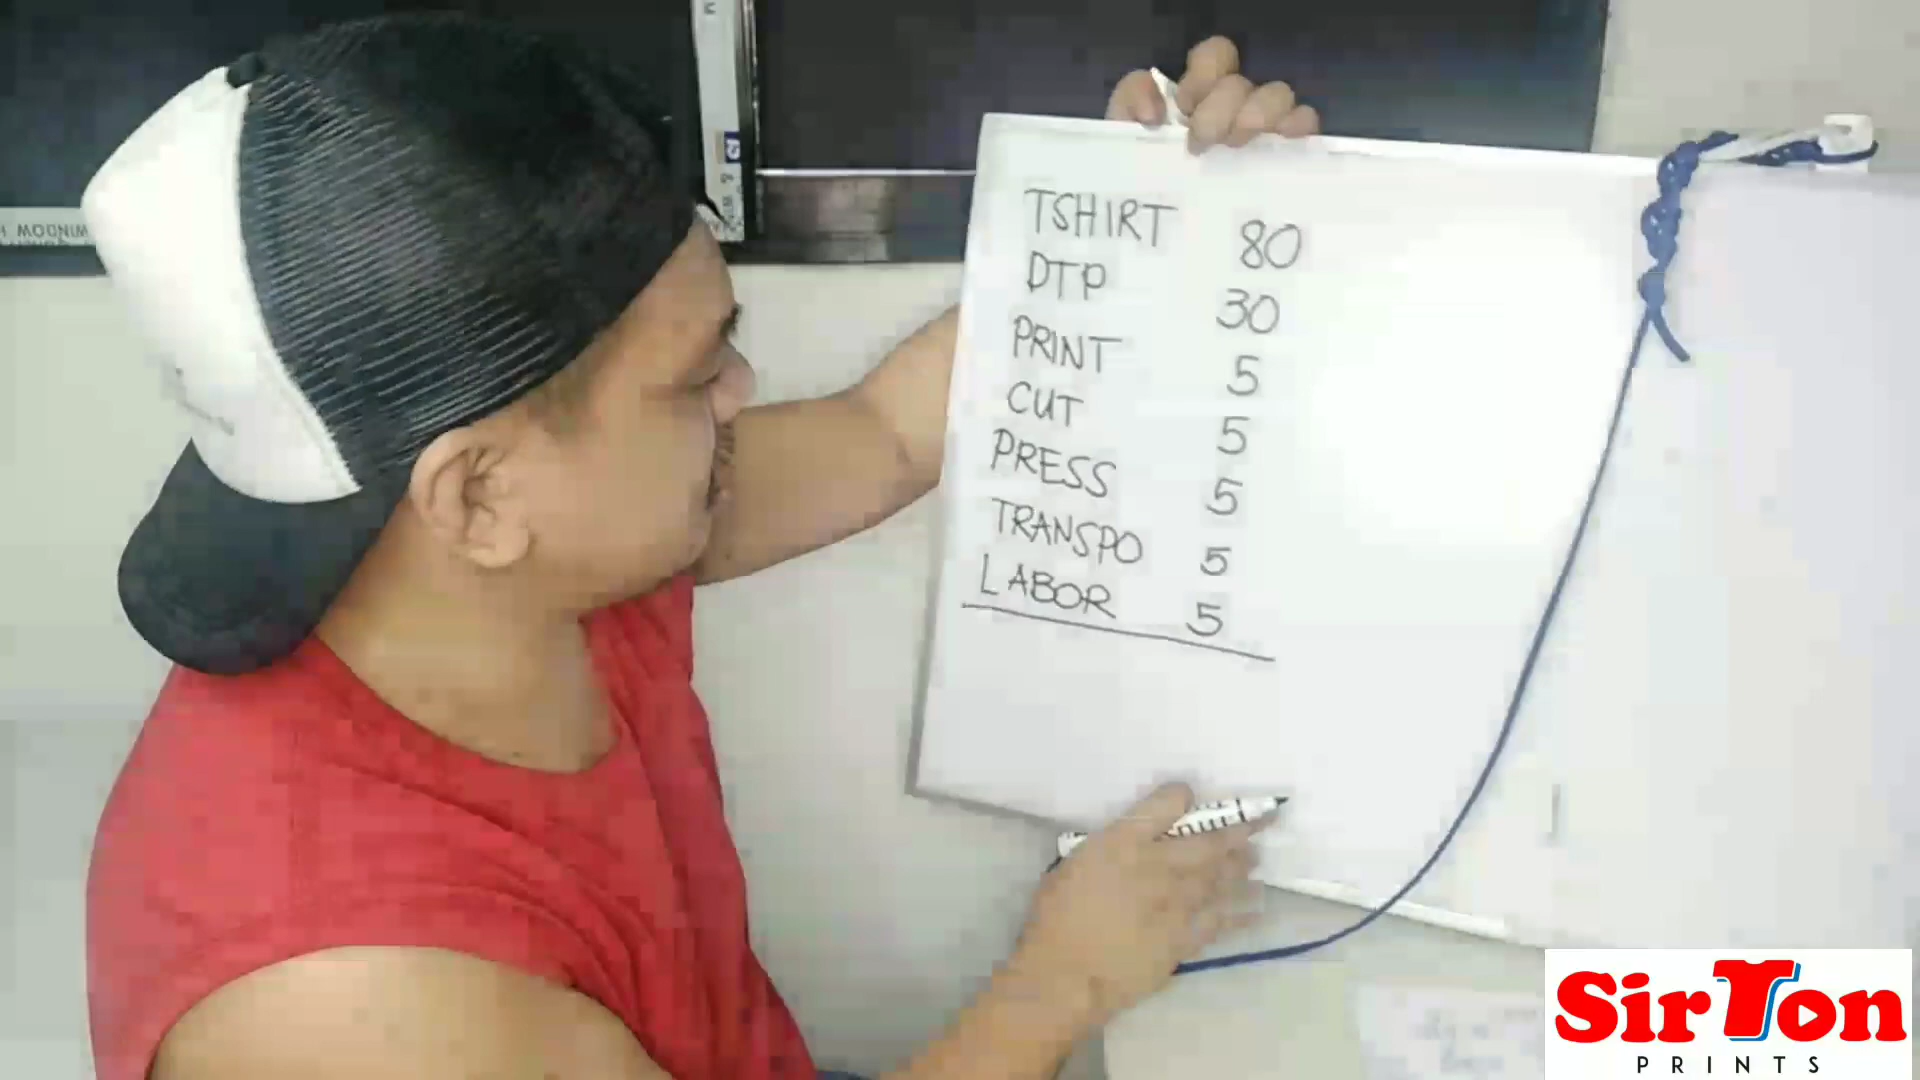 TSHIRT 80
DTP 30
PRINT 5
CUT 5
PRESS 5
TRANSPO 5
LABOR 5
SirTon
PRINTS